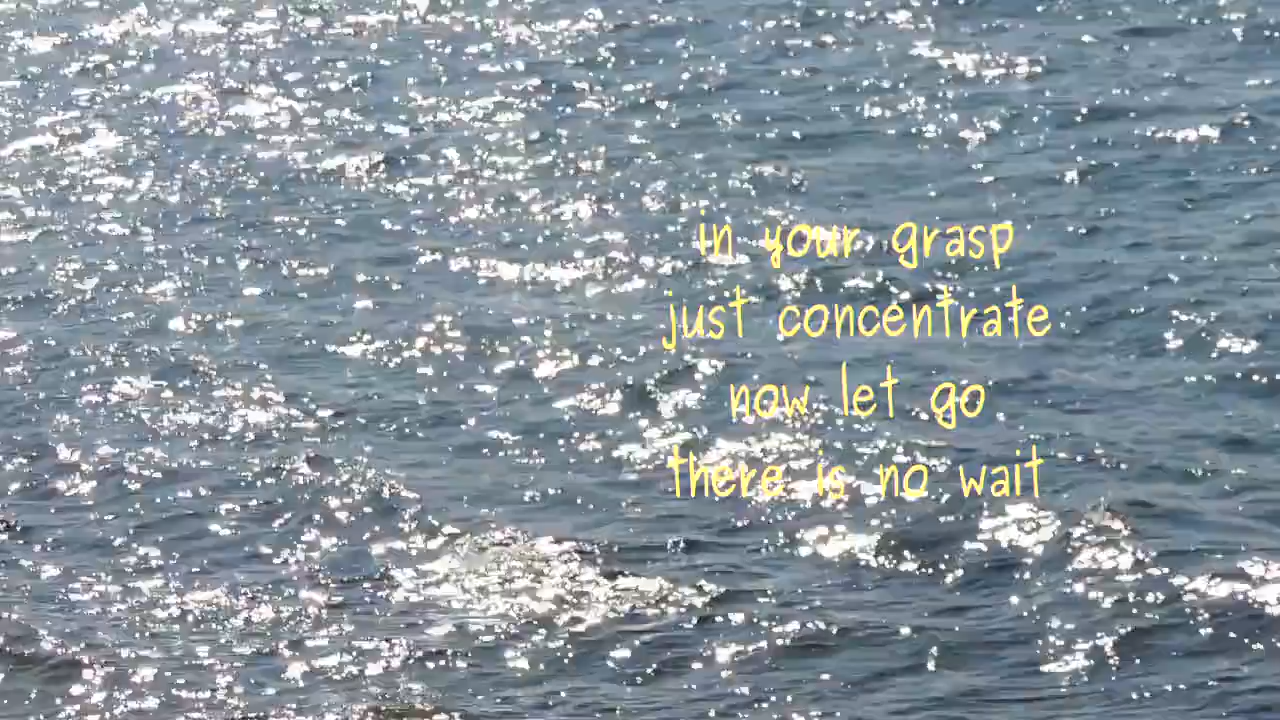 in your grasp
just concentrate
now let go
there is no wait